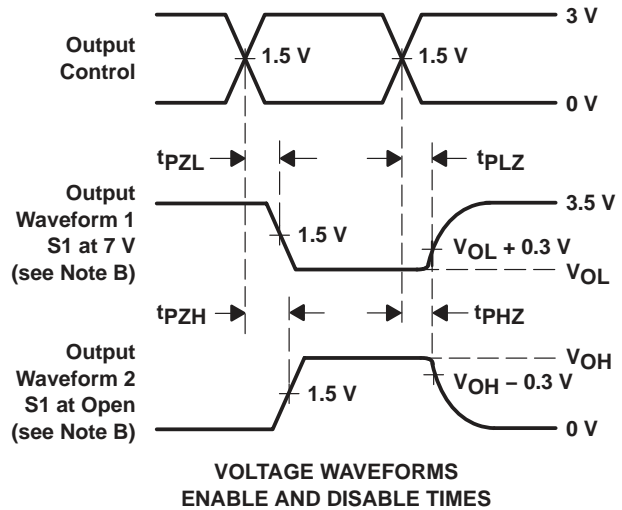 3 V
Output
Control
1.5 V
1.5 V
0 V
tPZL
tPLZ
Output
Waveform 1
S1 at 7 V
(see Note B)
3.5 V
1.5 V
VOL + 0.3 V
VOL
tPZH
tPHZ
Output
Waveform 2
S1 at Open
(see Note B)
VOH
1.5 V
VOH − 0.3 V
0 V
VOLTAGE WAVEFORMS
ENABLE AND DISABLE TIMES